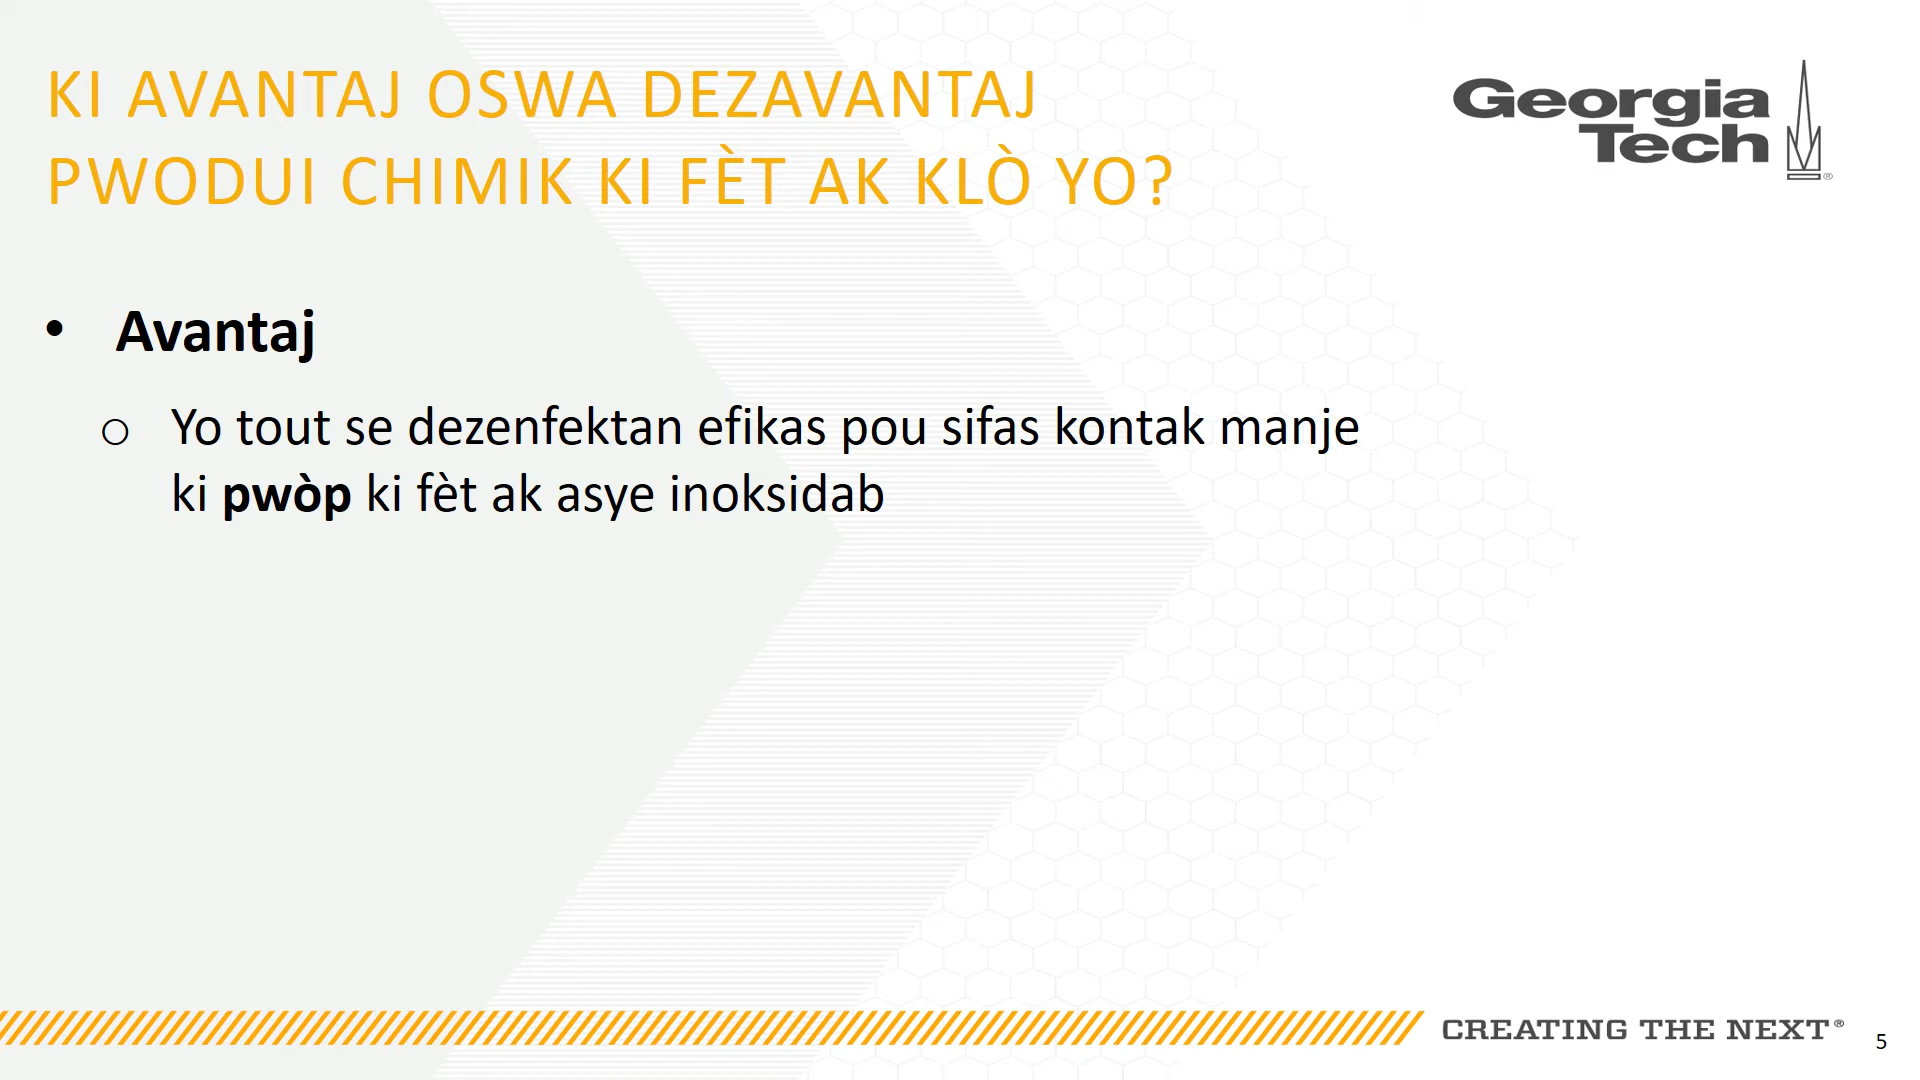 KI AVANTAJ OSWA DEZAVANTAJ
PWODUI CHIMIK KI FÈT AK KLÒ YO?
Georgia
Tech
®
• Avantaj
o Yo tout se dezenfektan efikas pou sifas kontak manje
ki pwòp ki fèt ak asye inoksidab
CREATING THE NEXT®
5